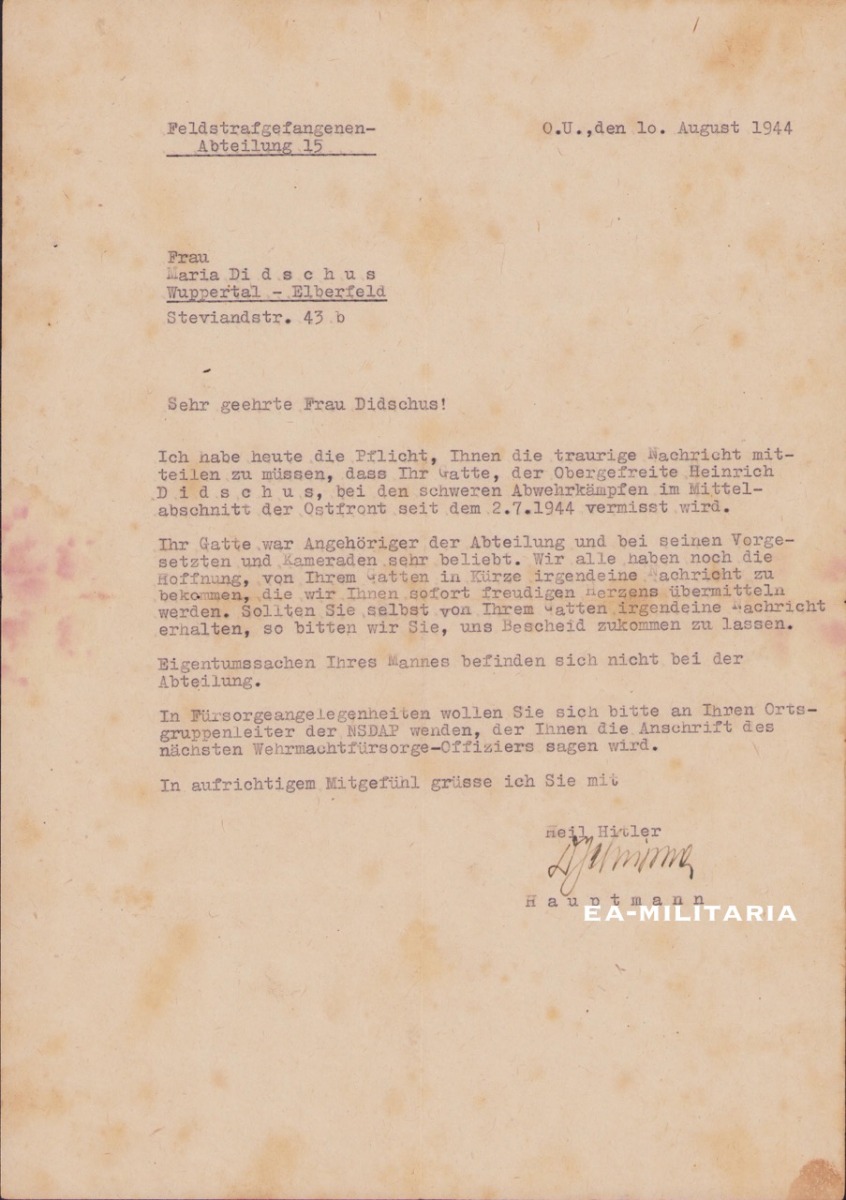 Feldstrafgefangenen-
Abteilung 15
O.U.,den 1o. August 1944
Frau
Maria Di d s c h u s
Wuppertal - Elberfeld
Steviandstr. 43 b
Sehr geehrte Frau Didschus!
Ich habe heute die Pflicht, Ihnen die traurige Nachricht mit-
teilen zu müssen, dass Ihr Gatte, der Obergefreite Heinrich
D i d s c h u s, bei den schweren Abwehrkämpfen im Mittel-
abschnitt der Ostfront seit dem 2.7.1944 vermisst wird.
Ihr Gatte war Angehöriger der Abteilung und bei seinen Vorge-
setzten und Kameraden sehr beliebt. Wir alle haben noch die
Hoffnung, von Ihrem Gatten in Kürze irgendeine Nachricht zu
bekommen, die wir Ihnen sofort freudigen Herzens übermitteln
werden. Sollten Sie selbst von Ihrem Gatten irgendeine Nachricht
erhalten, so bitten wir Sie, uns Bescheid zukommen zu lassen.
Eigentumssachen Ihres Mannes befinden sich nicht bei der
Abteilung.
In Fürsorgeangelegenheiten wollen Sie sich bitte an Ihren Orts-
gruppenleiter der NSDAP wenden, der Ihnen die Anschrift des
nächsten Wehrmachtfürsorge-Offiziers sagen wird.
In aufrichtigem Mitgefühl grüsse ich Sie mit
Heil Hitler
H a u p t m a n n
EA-MILITARIA